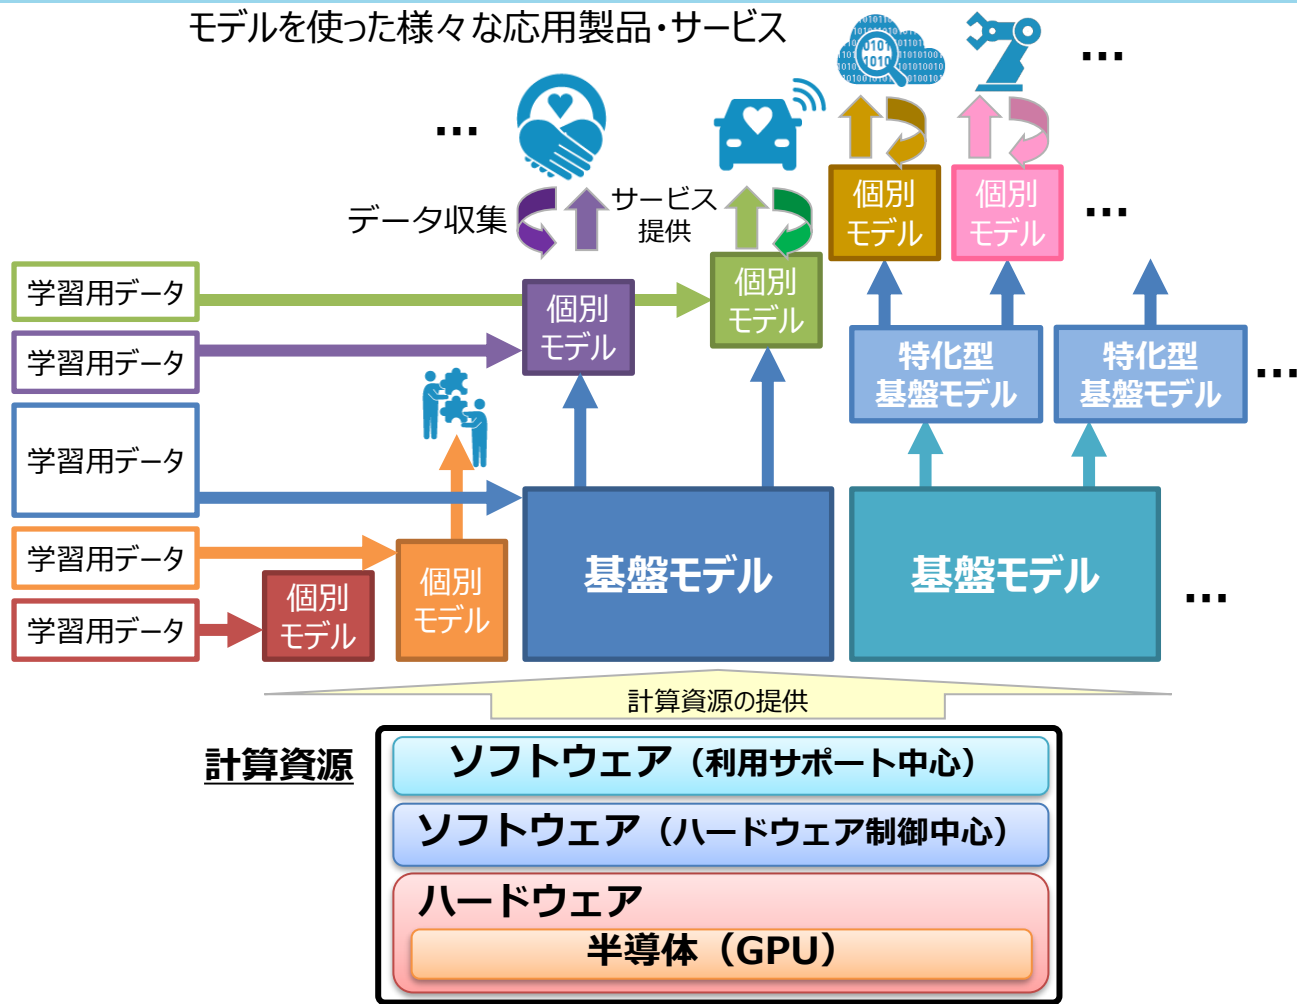 モデルを使った様々な応用製品・サービス
…
…
データ収集
サービス
提供
個別
モデル
個別
モデル
…
学習用データ
個別
モデル
個別
モデル
学習用データ
特化型
基盤モデル
特化型
基盤モデル
…
学習用データ
学習用データ
個別
モデル
基盤モデル
基盤モデル
…
学習用データ
個別
モデル
計算資源の提供
計算資源
ソフトウェア（利用サポート中心）
ソフトウェア（ハードウェア制御中心）
ハードウェア
半導体（GPU）